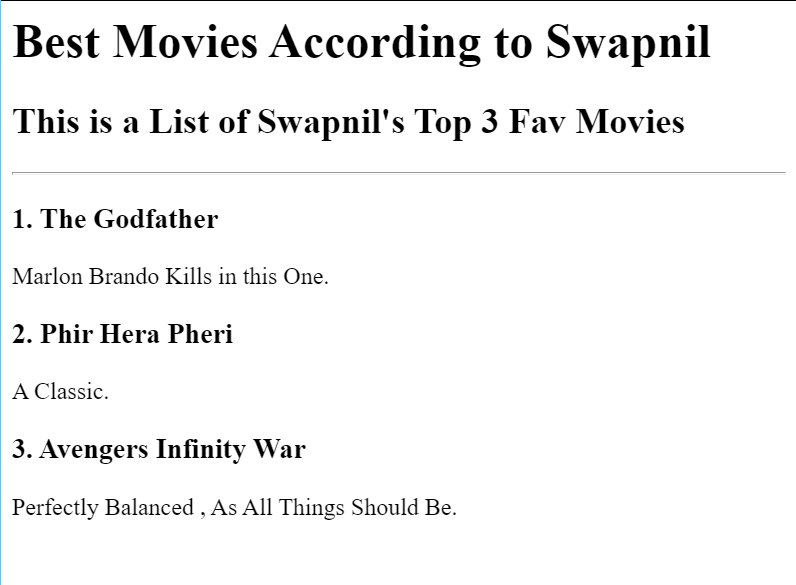 Best Movies According to Swapnil
This is a List of Swapnil's Top 3 Fav Movies
1. The Godfather
Marlon Brando Kills in this One.
2. Phir Hera Pheri
A Classic.
3. Avengers Infinity War
Perfectly Balanced , As All Things Should Be.